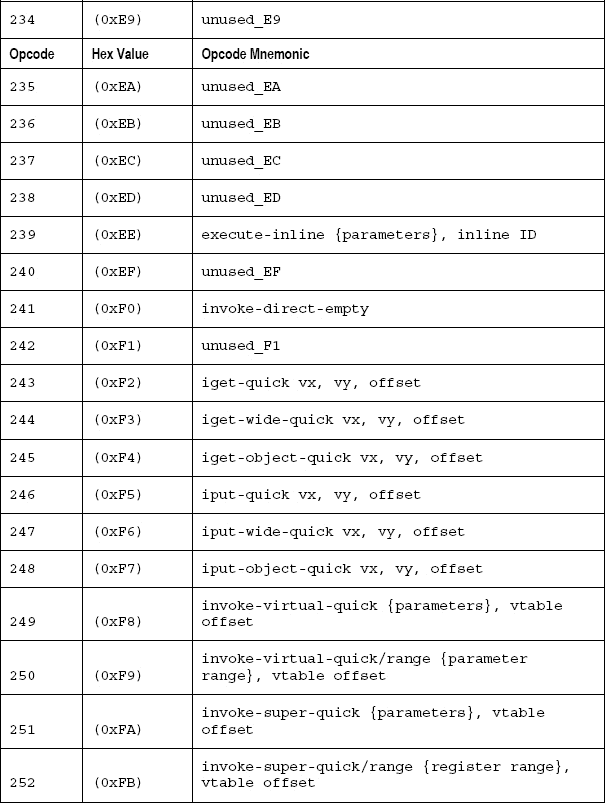 234 (0xE9) unused_E9
Opcode Hex Value Opcode Mnemonic
235 (0xEA) unused_EA
236 (0xEB) unused_EB
237 (0xEC) unused_EC
238 (0xED) unused_ED
239 (0xEE) execute-inline {parameters}, inline ID
240 (0xEF) unused_EF
241 (0xF0) invoke-direct-empty
242 (0xF1) unused_F1
243 (0xF2) iget-quick vx, vy, offset
244 (0xF3) iget-wide-quick vx, vy, offset
245 (0xF4) iget-object-quick vx, vy, offset
246 (0xF5) iput-quick vx, vy, offset
247 (0xF6) iput-wide-quick vx, vy, offset
248 (0xF7) iput-object-quick vx, vy, offset
invoke-virtual-quick {parameters}, vtable
249 (0xF8) offset
invoke-virtual-quick/range {parameter
250 (0xF9) range}, vtable offset
invoke-super-quick {parameters}, vtable
251 (0xFA) offset
invoke-super-quick/range {register range},
252 (0xFB) vtable offset